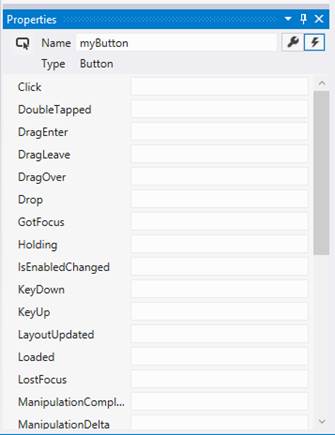 Properties
Name myButton
Type Button
Click
DoubleTapped
DragEnter
DragLeave
DragOver
Drop
GotFocus
Holding
IsEnabledChanged
KeyDown
KeyUp
LayoutUpdated
Loaded
LostFocus
ManipulationCompl...
ManipulationDelta